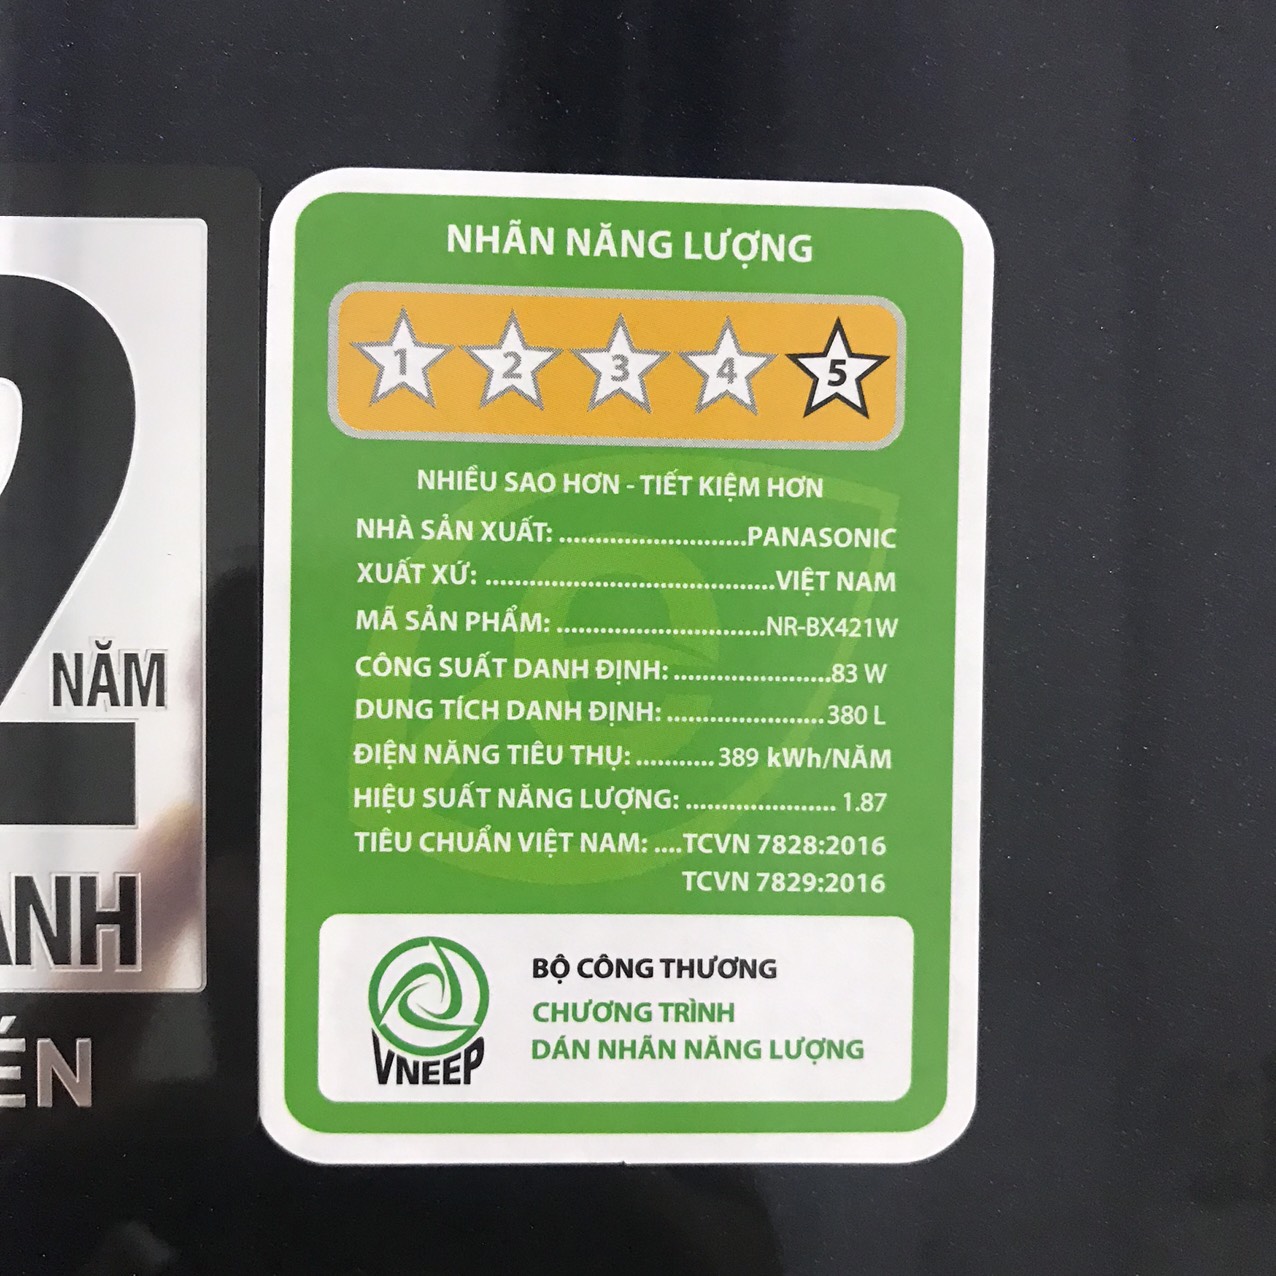 2
NĂM
ANH
ÉN
NHÃN NĂNG LƯỢNG
1 2 3 4 5
NHIỀU SAO HƠN - TIẾT KIỆM HƠN
NHÀ SẢN XUẤT: .........................PANASONIC
XUẤT XỨ: .......................................VIỆT NAM
MÃ SẢN PHẨM: ............................NR-BX421W
CÔNG SUẤT DANH ĐỊNH: .....................83 W
DUNG TÍCH DANH ĐỊNH: .....................380 L
ĐIỆN NĂNG TIÊU THỤ: ...........389 kWh/NĂM
HIỆU SUẤT NĂNG LƯỢNG: .................... 1.87
TIÊU CHUẨN VIỆT NAM: ....TCVN 7828:2016
TCVN 7829:2016
BỘ CÔNG THƯƠNG
CHƯƠNG TRÌNH
DÁN NHÃN NĂNG LƯỢNG
VNEEP